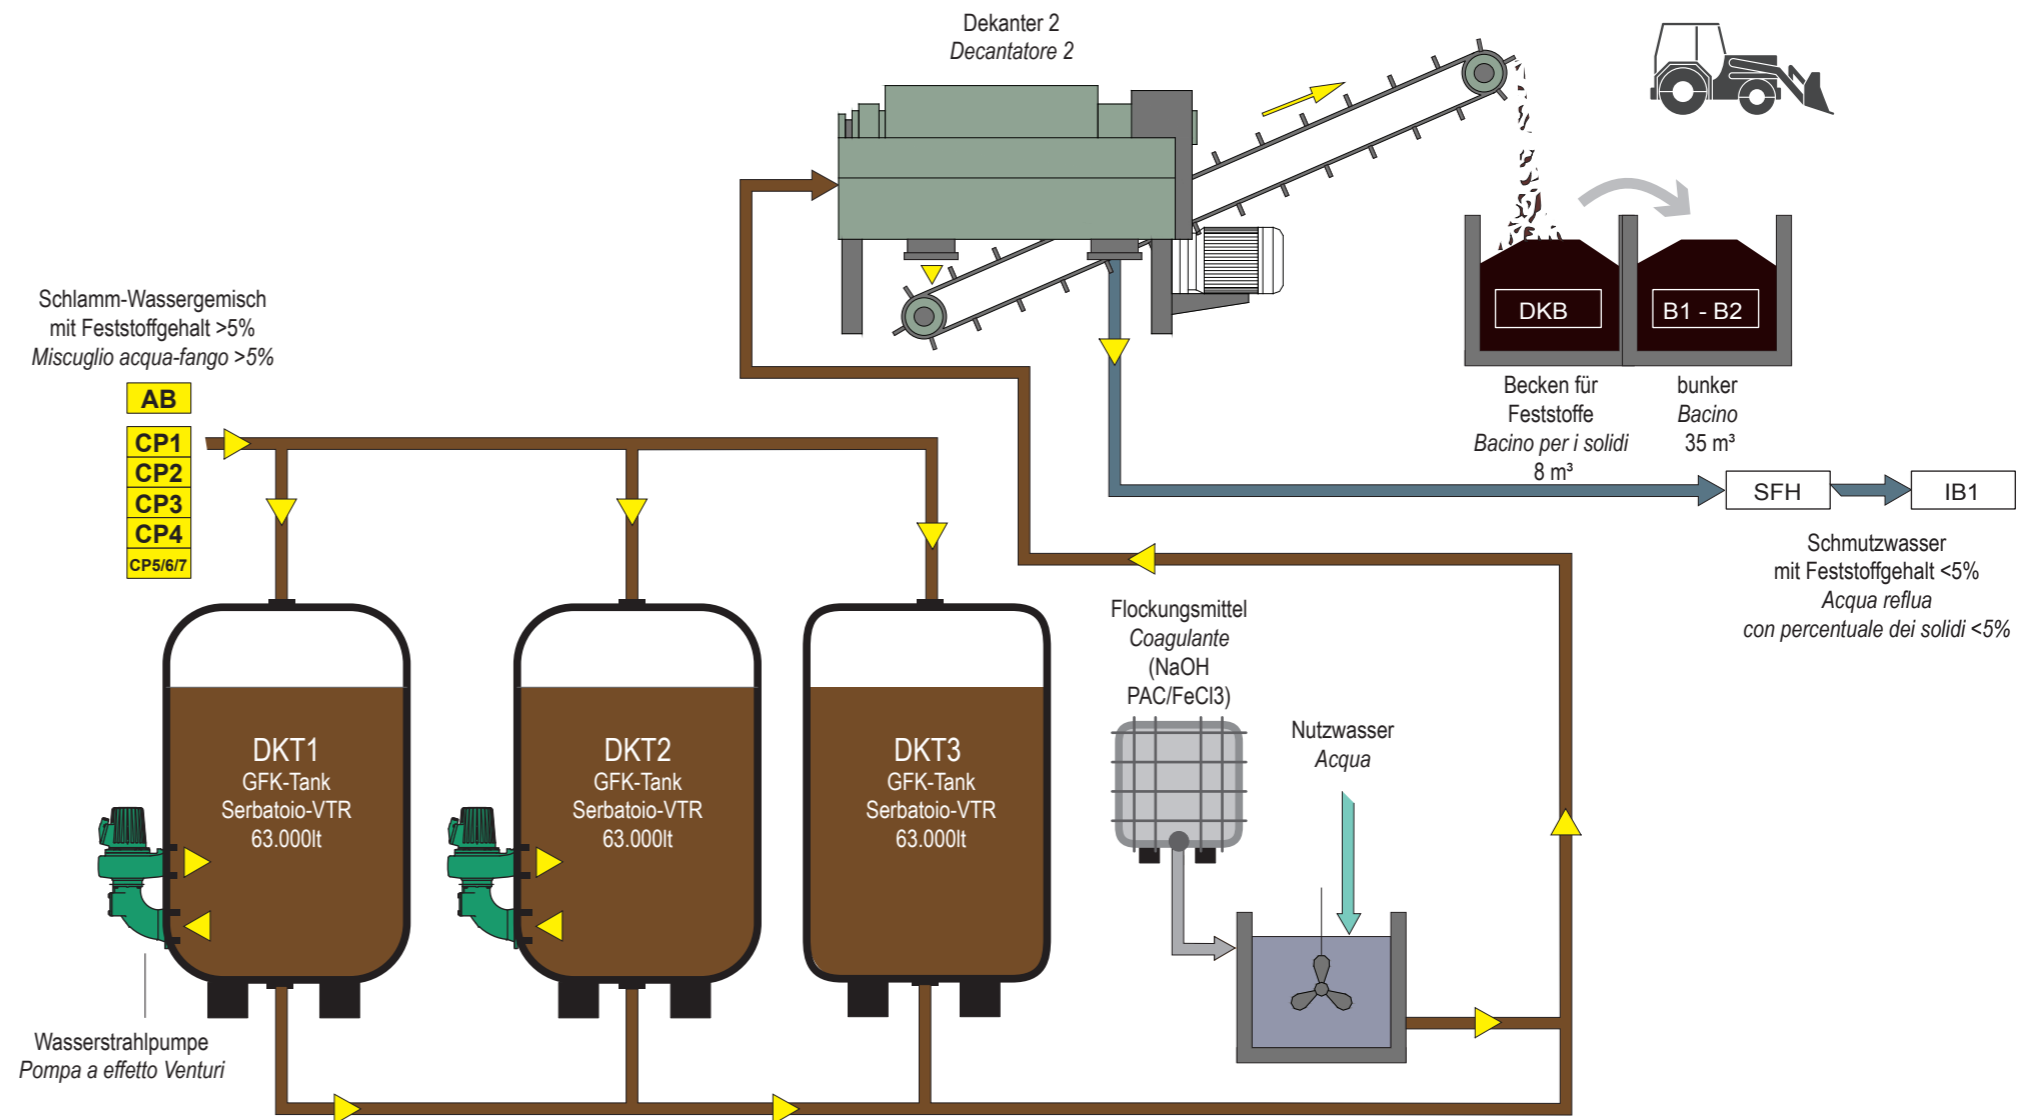 Dekanter 2
Decantatore 2
Schlamm-Wassergemisch
mit Feststoffgehalt >5%
Miscuglio acqua-fango >5%
AB
CP1
CP2
CP3
CP4
CP5/6/7
DKB
B1 - B2
Becken für
Feststoffe
Bacino per i solidi
8 m³
bunker
Bacino
35 m³
SFH
IB1
Schmutzwasser
mit Feststoffgehalt <5%
Acqua reflua
con percentuale dei solidi <5%
Flockungsmittel
Coagulante
(NaOH
PAC/FeCl3)
Nutzwasser
Acqua
DKT1
GFK-Tank
Serbatoio-VTR
63.000lt
DKT2
GFK-Tank
Serbatoio-VTR
63.000lt
DKT3
GFK-Tank
Serbatoio-VTR
63.000lt
Wasserstrahlpumpe
Pompa a effetto Venturi